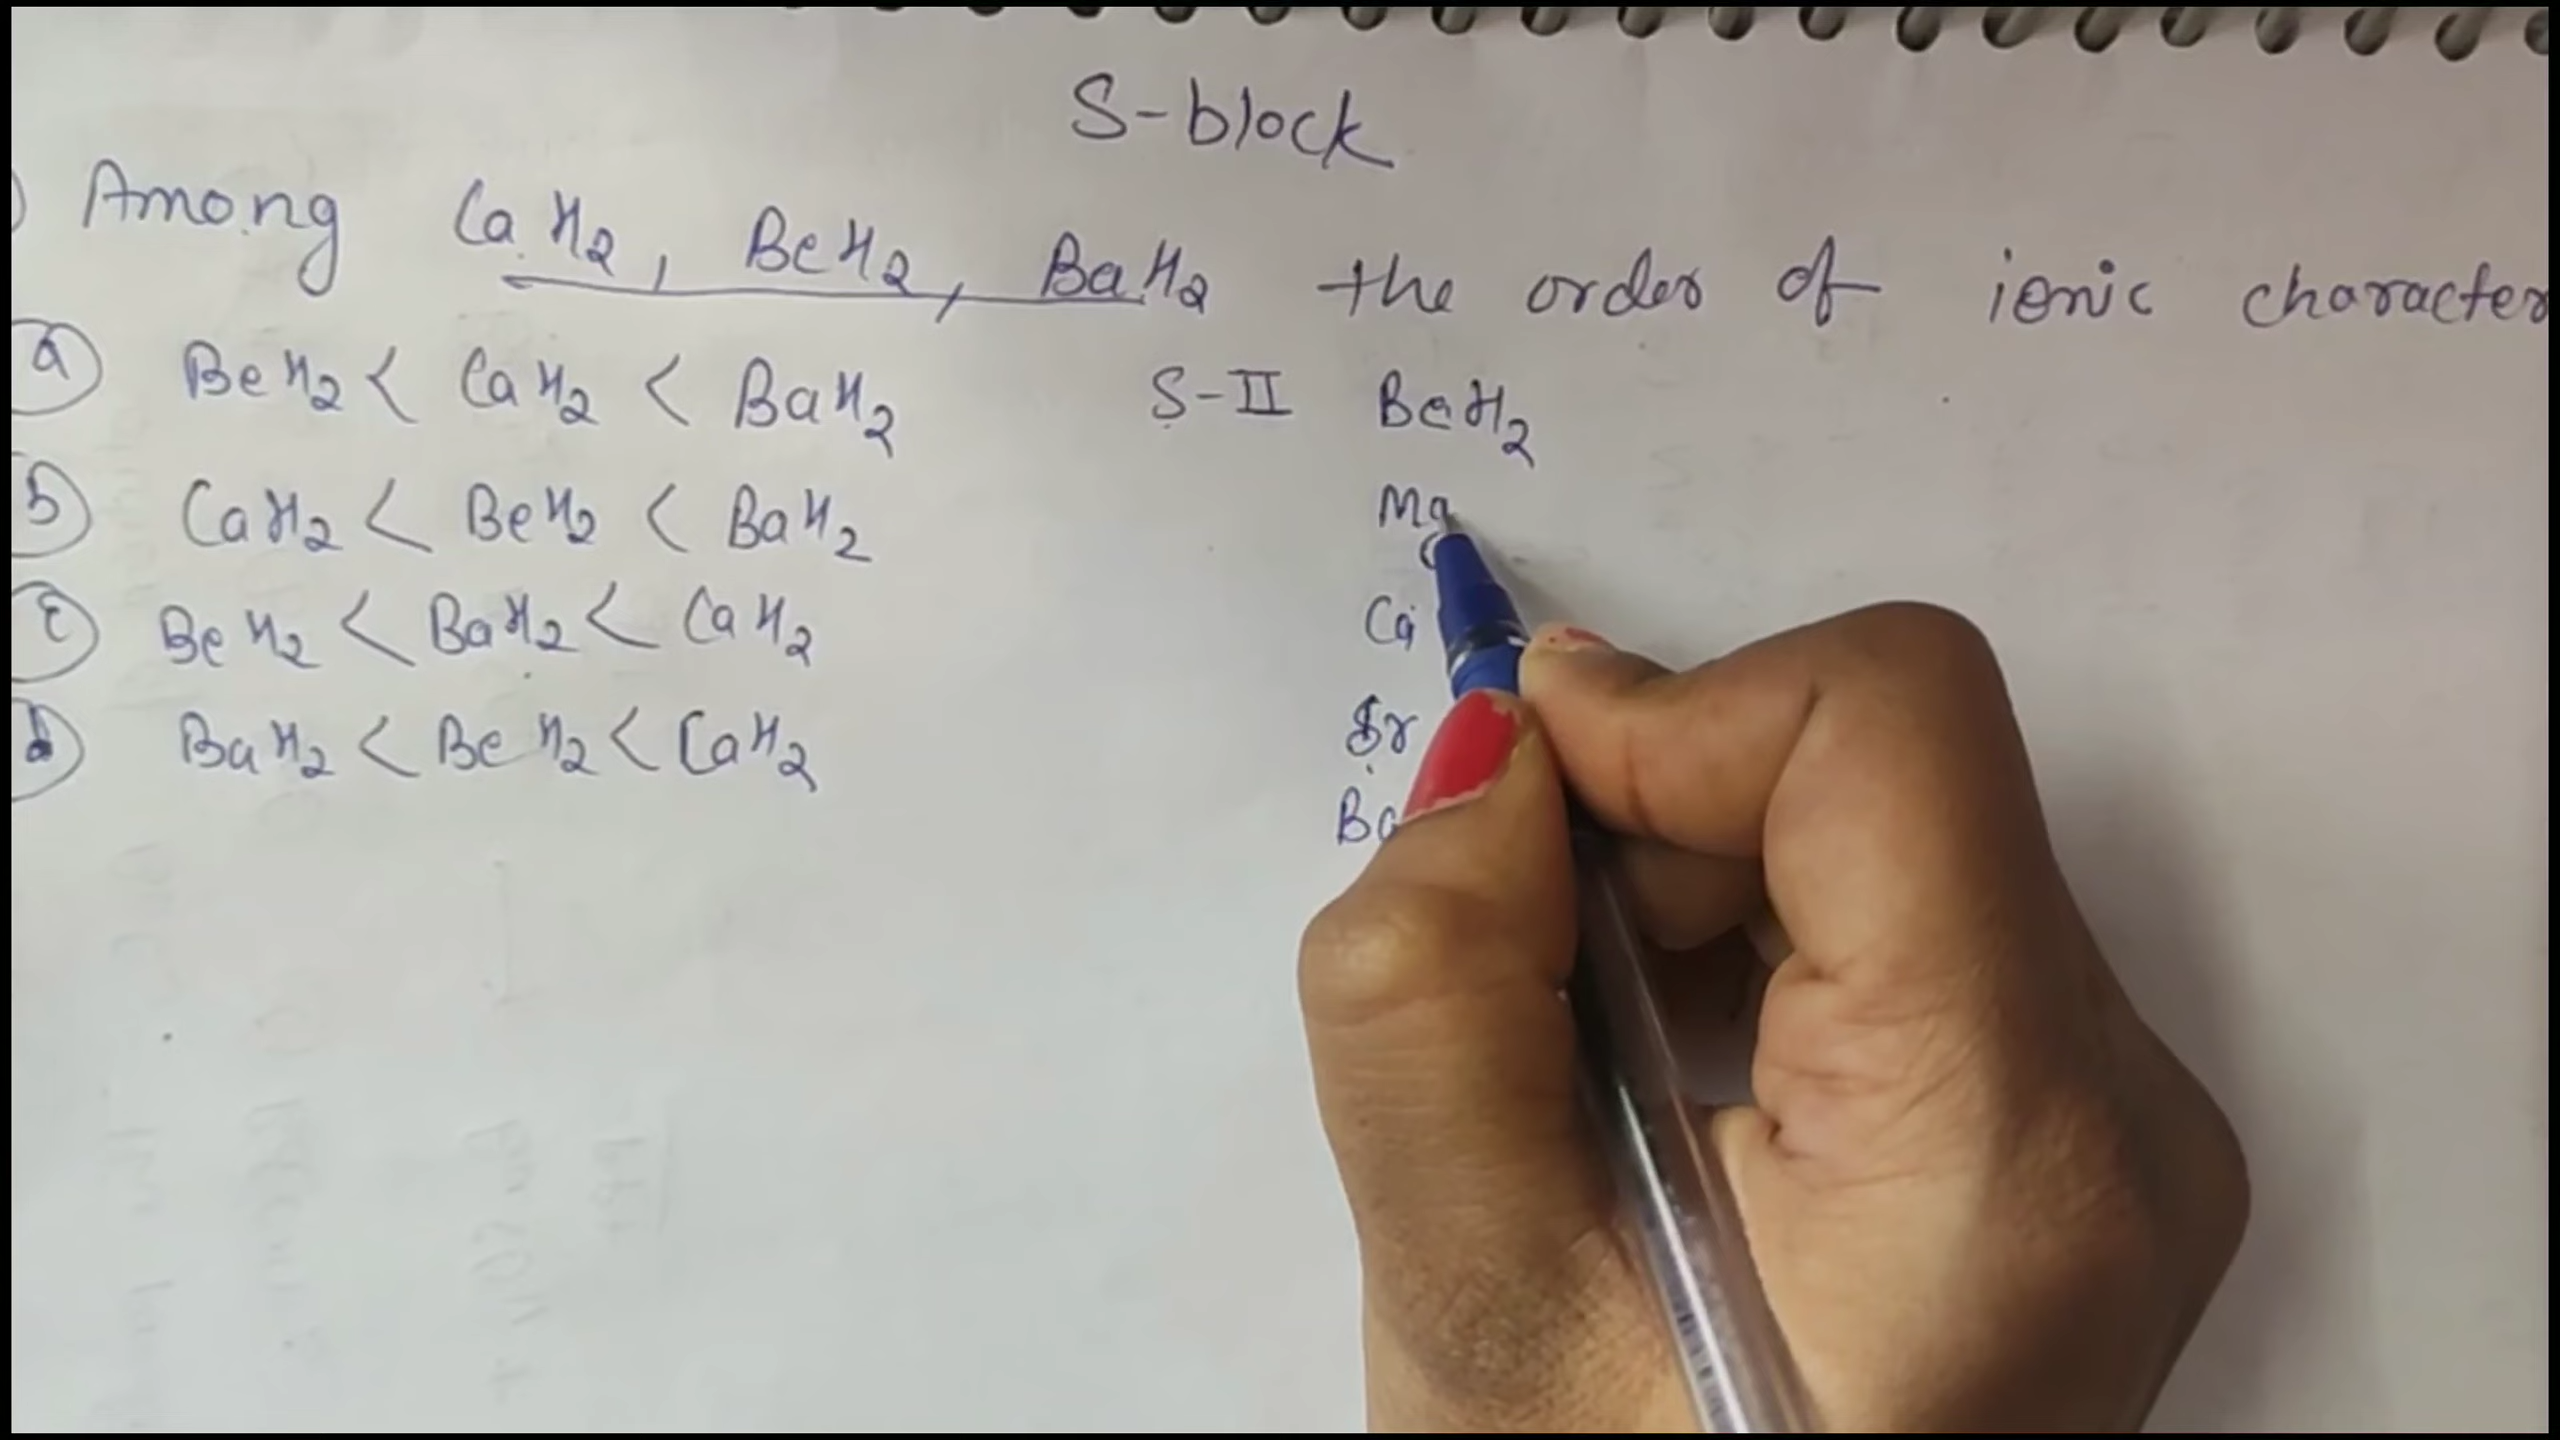 S-block
Among CaH2, BeH2, BaH2 the order of ionic character
a BeH2 < CaH2 < BaH2
b CaH2 < BeH2 < BaH2
c BeH2 < BaH2 < CaH2
d BaH2 < BeH2 < CaH2
S-II BeH2
Mg
Ca
Sr
Ba